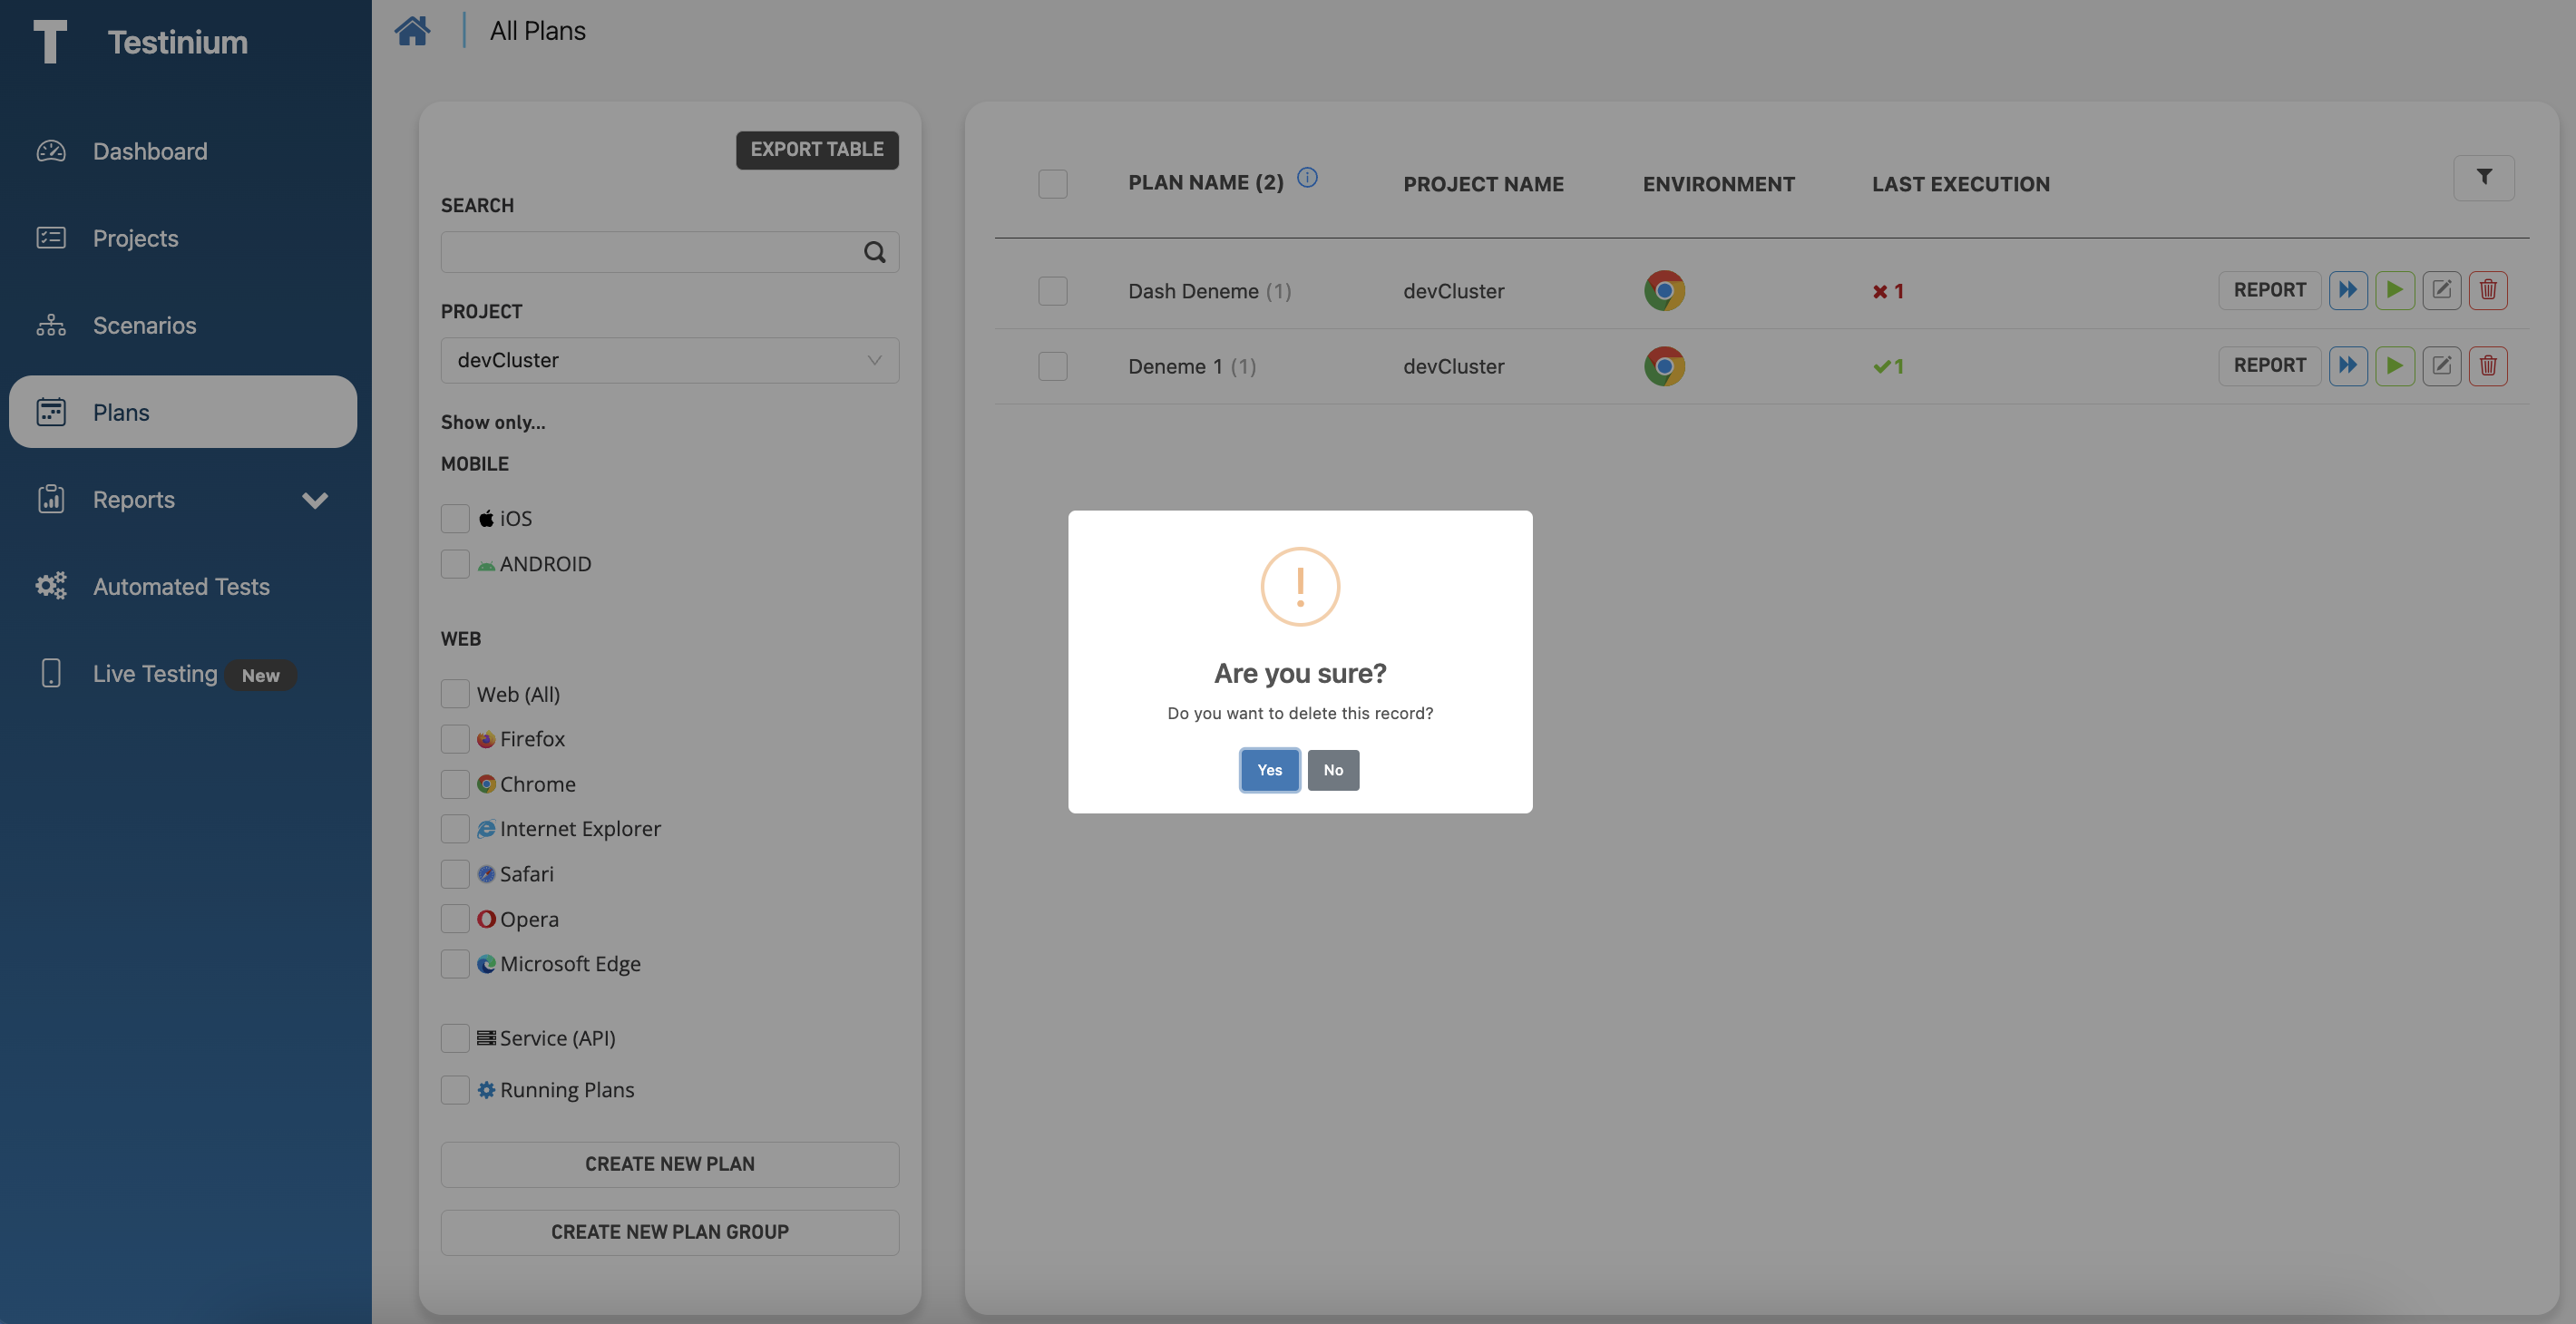 Testinium
Dashboard
Projects
Scenarios
Plans
Reports
Automated Tests
Live Testing New
All Plans
EXPORT TABLE
SEARCH
PROJECT
devCluster
Show only...
MOBILE
iOS
ANDROID
WEB
Web (All)
Firefox
Chrome
Internet Explorer
Safari
Opera
Microsoft Edge
Service (API)
Running Plans
CREATE NEW PLAN
CREATE NEW PLAN GROUP
PLAN NAME (2) PROJECT NAME ENVIRONMENT LAST EXECUTION
Dash Deneme (1) devCluster 1 REPORT
Deneme 1 (1) devCluster 1 REPORT
Are you sure?
Do you want to delete this record?
Yes No